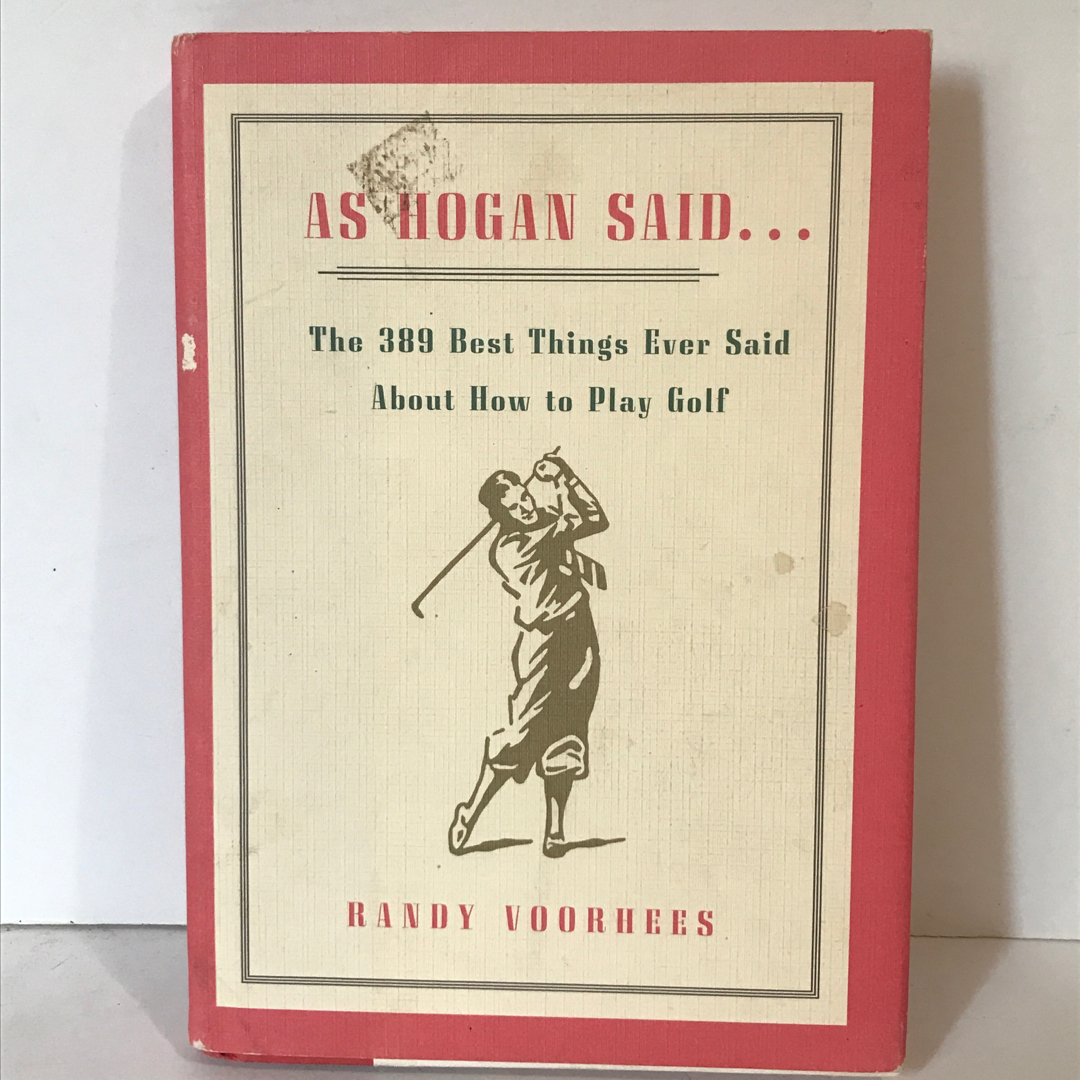 AS HOGAN SAID...
The 389 Best Things Ever Said
About How to Play Golf
RANDY VOORHEES